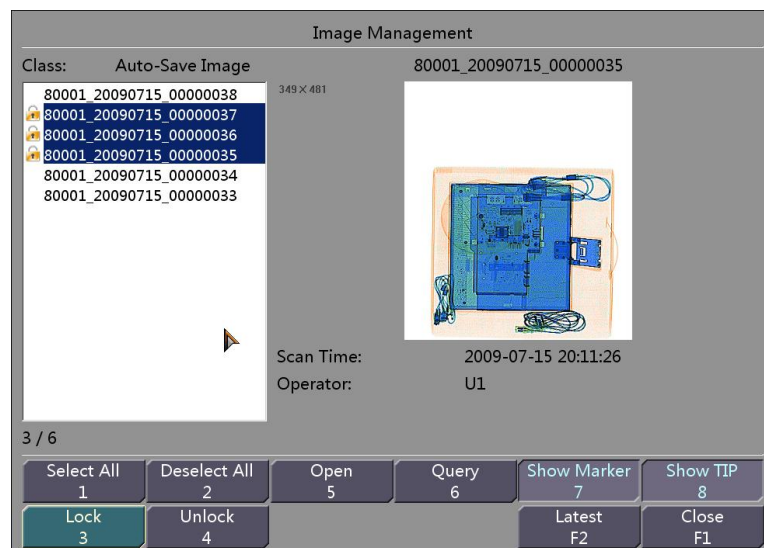 Image Management
Class: Auto-Save Image
80001_20090715_00000035
80001_20090715_00000038
80001_20090715_00000037
80001_20090715_00000036
80001_20090715_00000035
80001_20090715_00000034
80001_20090715_00000033
349×481
Scan Time: 2009-07-15 20:11:26
Operator: U1
3 / 6
Select All Deselect All Open Query Show Marker Show TIP
1 2 5 6 7 8
Lock Unlock Latest Close
3 4 F2 F1